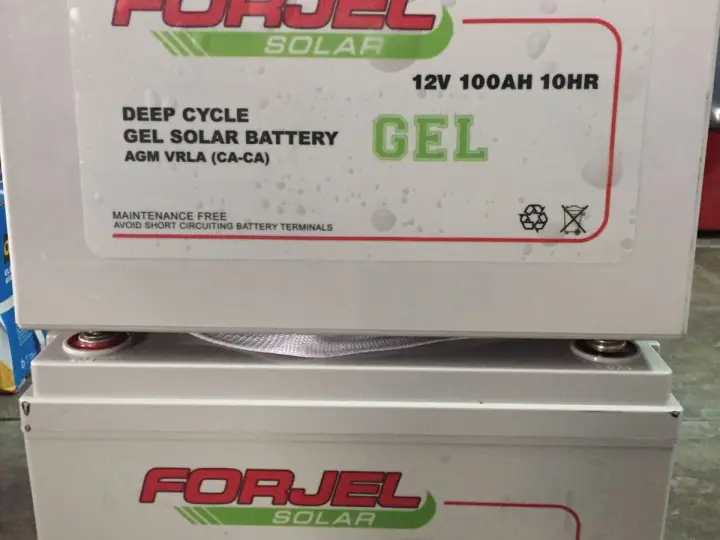 FORJEL
SOLAR
12V 100AH 10HR
DEEP CYCLE
GEL SOLAR BATTERY
AGM VRLA (CA-CA)
GEL
MAINTENANCE FREE
AVOID SHORT CIRCUITING BATTERY TERMINALS
FORJEL
SOLAR